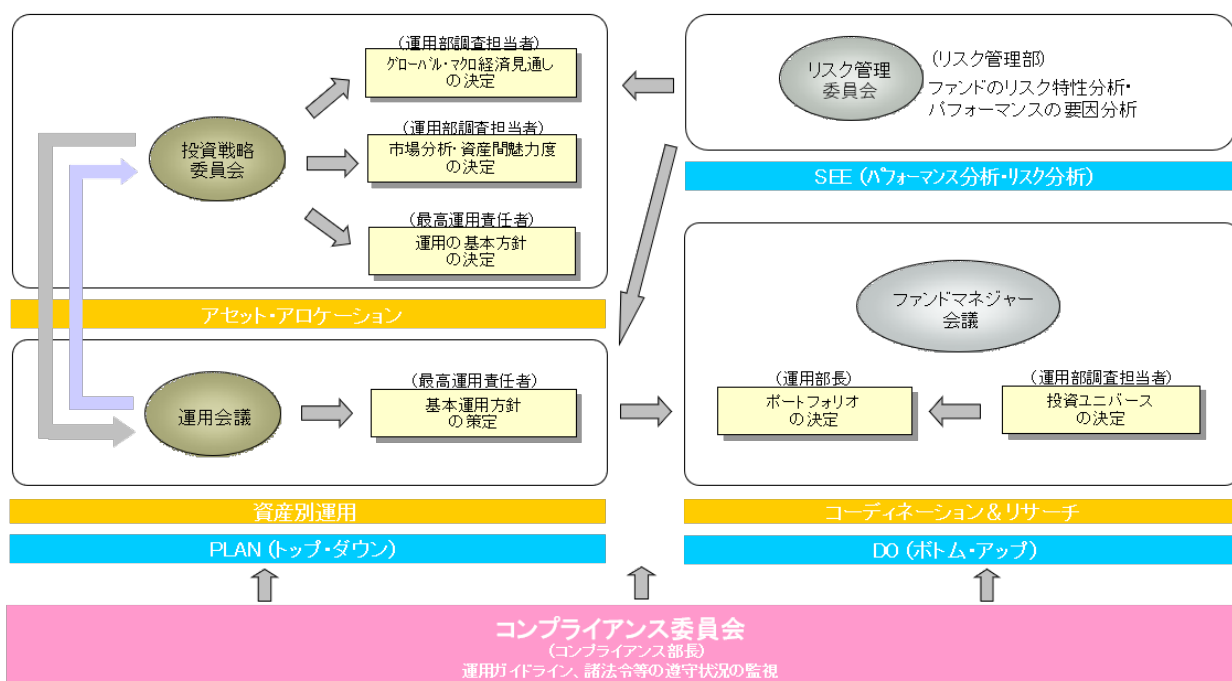 (運用部調査担当者)
グローバル・マクロ経済見通し
の決定
投資戦略
委員会
(運用部調査担当者)
市場分析・資産間魅力度
の決定
(最高運用責任者)
運用の基本方針
の決定
アセット・アロケーション
運用会議
(最高運用責任者)
基本運用方針
の策定
資産別運用
PLAN (トップ・ダウン)
リスク管理
委員会
(リスク管理部)
ファンドのリスク特性分析・
パフォーマンスの要因分析
SEE (パフォーマンス分析・リスク分析)
ファンドマネジャー
会議
(運用部長)
ポートフォリオ
の決定
(運用部調査担当者)
投資ユニバース
の決定
コーディネーション&リサーチ
DO (ボトム・アップ)
コンプライアンス委員会
(コンプライアンス部長)
運用ガイドライン、諸法令等の遵守状況の監視